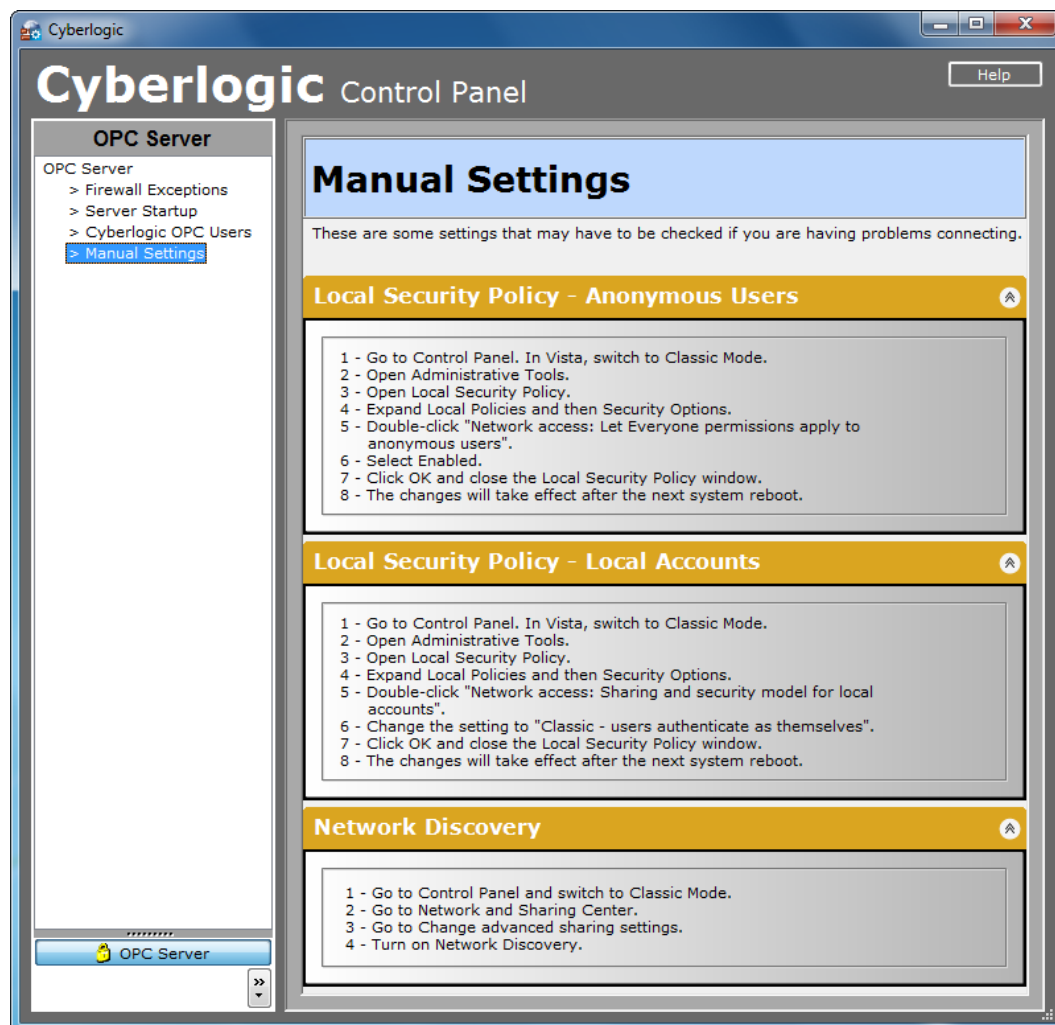 Cyberlogic
Cyberlogic Control Panel
Help
OPC Server
OPC Server
> Firewall Exceptions
> Server Startup
> Cyberlogic OPC Users
> Manual Settings
OPC Server
Manual Settings
These are some settings that may have to be checked if you are having problems connecting.
Local Security Policy - Anonymous Users
1 - Go to Control Panel. In Vista, switch to Classic Mode.
2 - Open Administrative Tools.
3 - Open Local Security Policy.
4 - Expand Local Policies and then Security Options.
5 - Double-click "Network access: Let Everyone permissions apply to
anonymous users".
6 - Select Enabled.
7 - Click OK and close the Local Security Policy window.
8 - The changes will take effect after the next system reboot.
Local Security Policy - Local Accounts
1 - Go to Control Panel. In Vista, switch to Classic Mode.
2 - Open Administrative Tools.
3 - Open Local Security Policy.
4 - Expand Local Policies and then Security Options.
5 - Double-click "Network access: Sharing and security model for local
accounts".
6 - Change the setting to "Classic - users authenticate as themselves".
7 - Click OK and close the Local Security Policy window.
8 - The changes will take effect after the next system reboot.
Network Discovery
1 - Go to Control Panel and switch to Classic Mode.
2 - Go to Network and Sharing Center.
3 - Go to Change advanced sharing settings.
4 - Turn on Network Discovery.